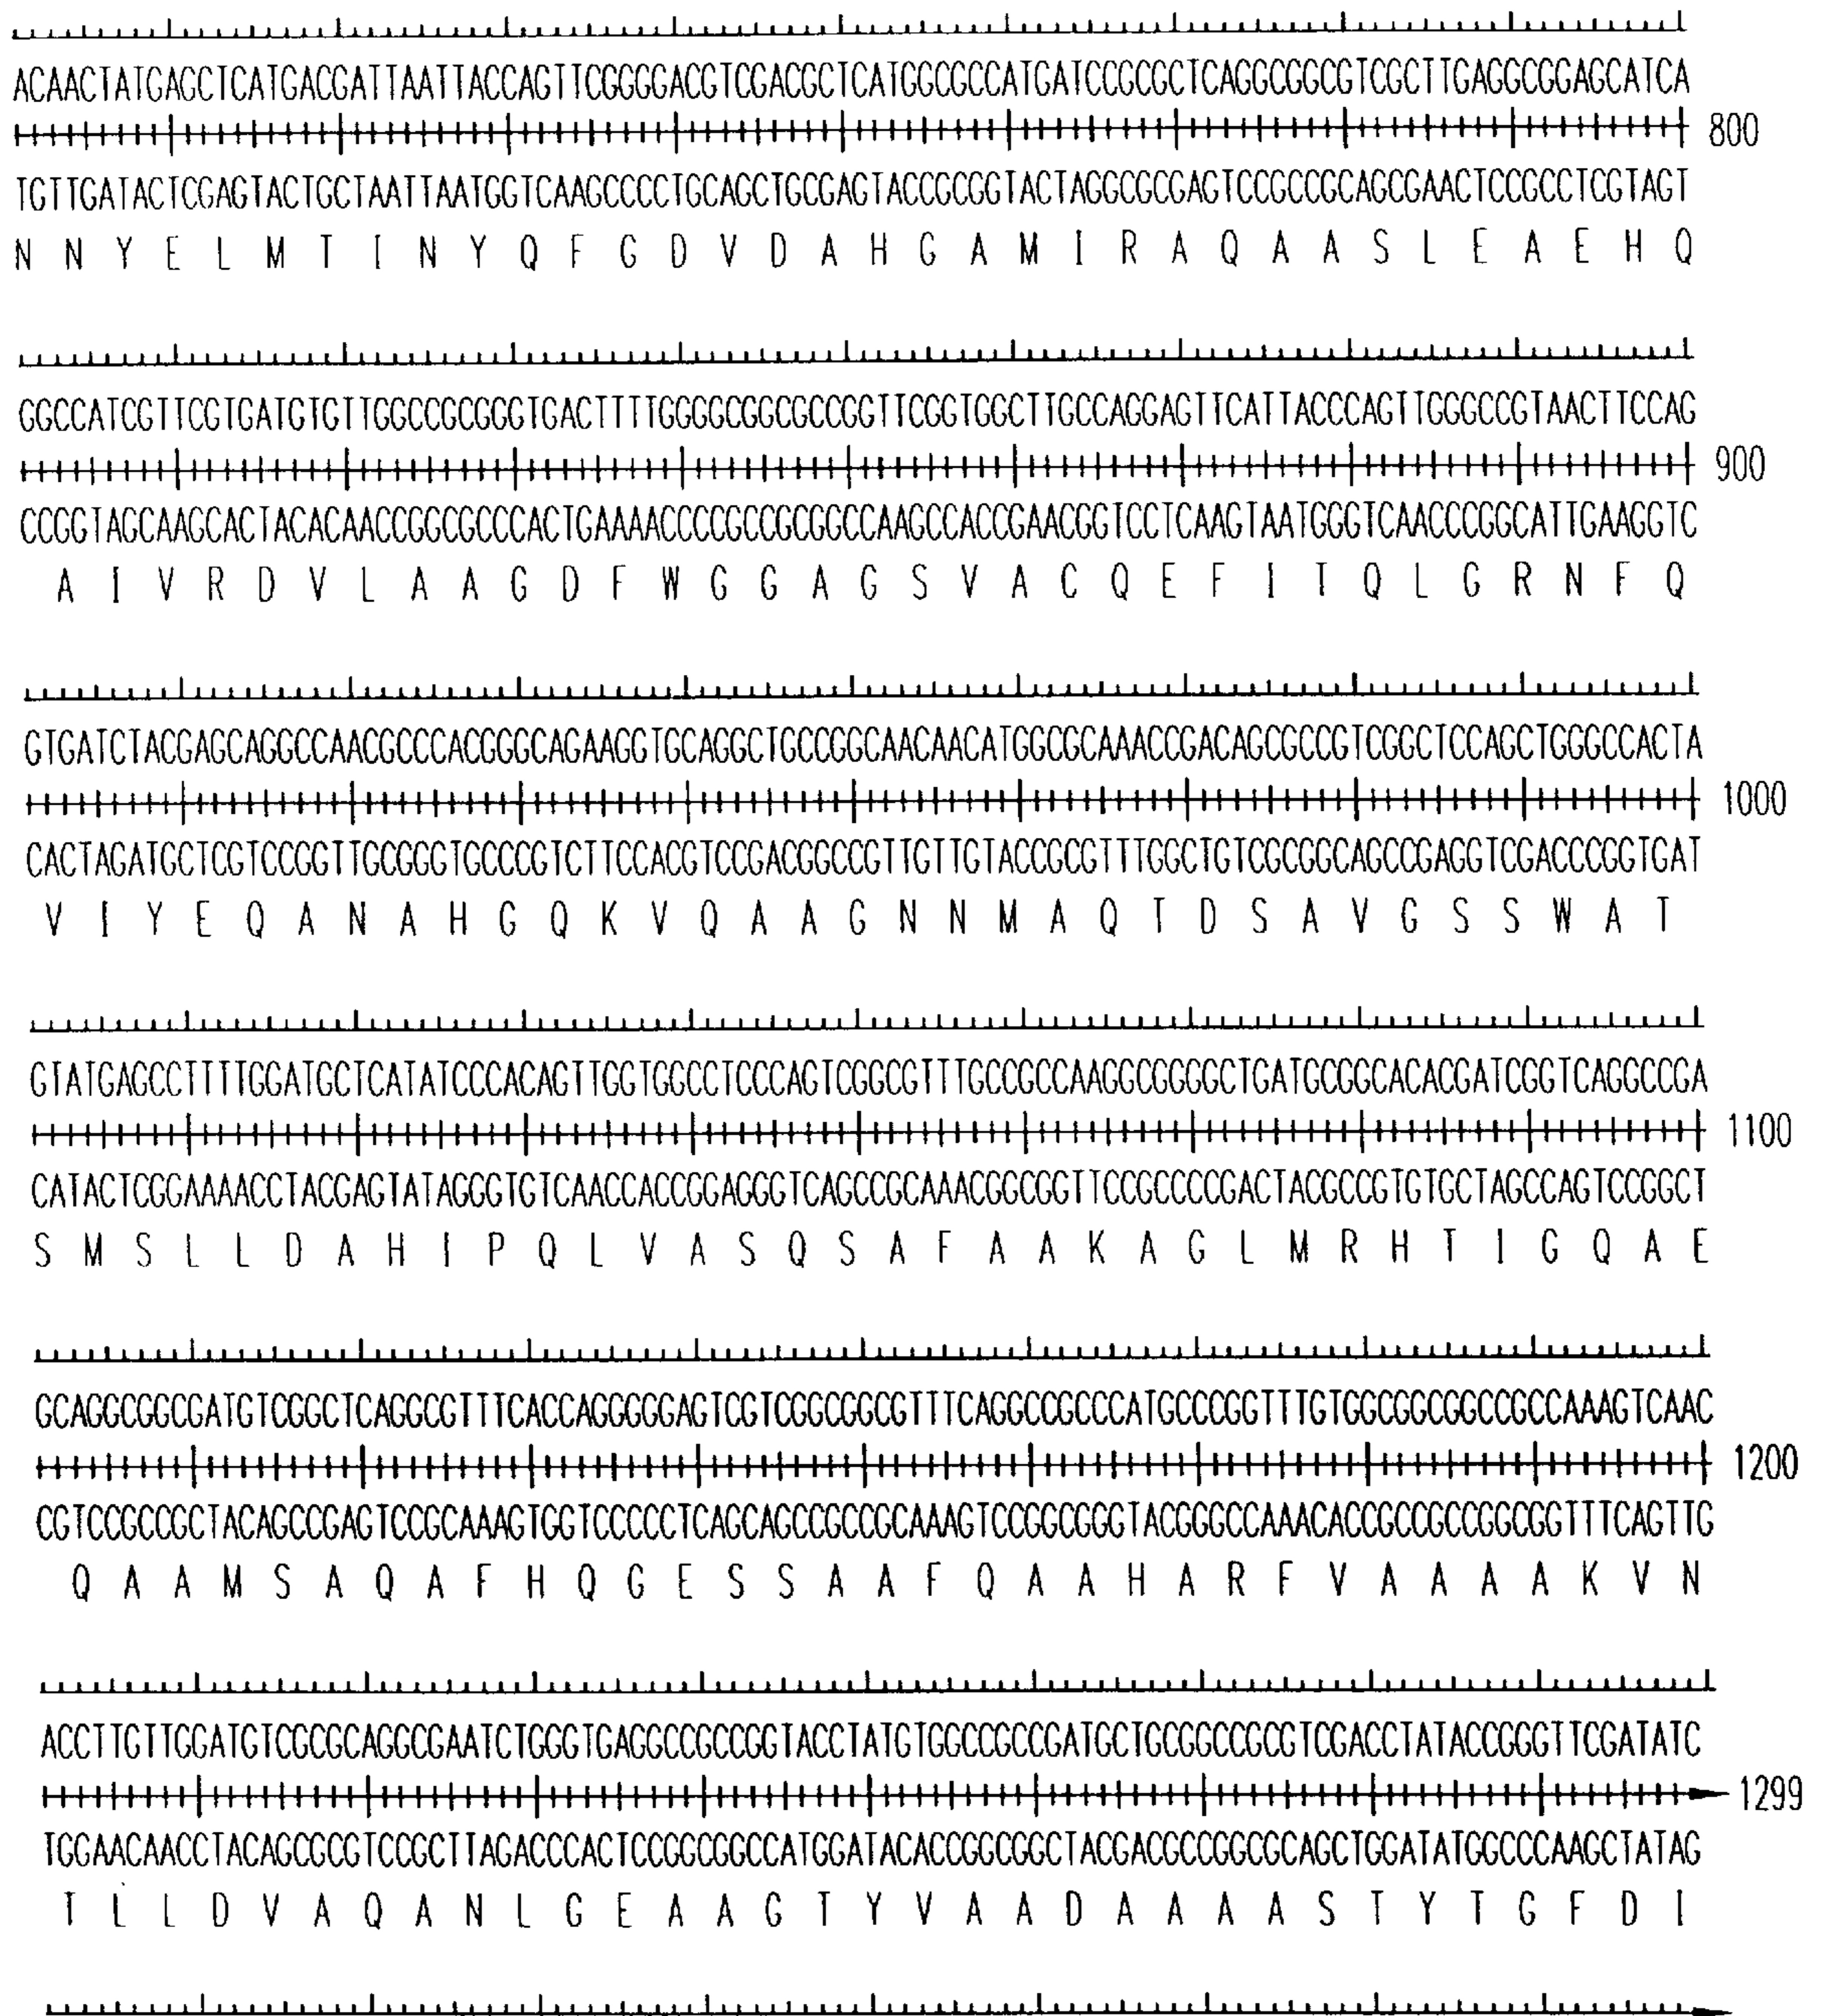 ACAACTATGAGCTCATGACGATTAATTACCAGTTCGGGGACGTCGACGCTCATGGCGCCATGATCCGCGCTCAGGCGGCGTCGCTTGAGGCGGAGCATCA
800
TGTTGATACTCGAGTACTGCTAATTAATGGTCAAGCCCCTGCAGCTGCGAGTACCGCGGTACTAGGCGCGAGTCCGCCGCAGCGAACTCCGCCTCGTAGT
N N Y E L M T I N Y Q F G D V D A H G A M I R A Q A A S L E A E H Q
GGCCATCGTTCGTGATGTGTTGGCCGCGGGTGACTTTTGGGGCGGCGCCGGTTCGGTGGCTTGCCAGGAGTTCATTACCCAGTTGGGCCGTAACTTCCAG
900
CCGGTAGCAAGCACTACACAACCGGCGCCCACTGAAAACCCCGCCGCGGCCAAGCCACCGAACGGTCCTCAAGTAATGGGTCAACCCGGCATTGAAGGTC
A I V R D V L A A G D F W G G A G S V A C Q E F I T Q L G R N F Q
GTGATCTACGAGCAGGCCAACGCCCACGGGCAGAAGGTGCAGGCTGCCGGCAACAACATGGCGCAAACCGACAGCGCCGTCGGCTCCAGCTGGGCCACTA
1000
CACTAGATGCTCGTCCGGTTGCGGGTGCCCGTCTTCCACGTCCGACGGCCGTTGTTGTACCGCGTTTGGCTGTCGCGGCAGCCGAGGTCGACCCGGTGAT
V I Y E Q A N A H G Q K V Q A A G N N M A Q T D S A V G S S W A T
GTATGAGCCTTTTGGATGCTCATATCCCACAGTTGGTGGCCTCCCAGTCGGCGTTTGCCGCCAAGGCGGGGCTGATGCGGCACACGATCGGTCAGGCCGA
1100
CATACTCGGAAAACCTACGAGTATAGGGTGTCAACCACCGGAGGGTCAGCCGCAAACGGCGGTTCCGCCCCGACTACGCCGTGTGCTAGCCAGTCCGGCT
S M S L L D A H I P Q L V A S Q S A F A A K A G L M R H T I G Q A E
GCAGGCGGCGATGTCGGCTCAGGCGTTTCACCAGGGGGAGTCGTCGGCGGCGTTTCAGGCCGCCCATGCCCGGTTTGTGGCGGCGGCCGCCAAAGTCAAC
1200
CGTCCGCCGCTACAGCCGAGTCCGCAAAGTGGTCCCCCTCAGCAGCCGCCGCAAAGTCCGGCGGGTACGGGCCAAACACCGCCGCCGGCGGTTTCAGTTG
Q A A M S A Q A F H Q G E S S A A F Q A A H A R F V A A A A K V N
ACCTTGTTGGATGTCGCGCAGGCGAATCTGGGTGAGGCCGCCGGTACCTATGTGGCCGCCGATGCTGCGGCCGCGTCGACCTATACCGGGTTCGATATC
1299
TGGAACAACCTACAGCGCGTCCGCTTAGACCCACTCCGGCGGCCATGGATACACCGGCGGCTACGACGCCGGCGCAGCTGGATATGGCCCAAGCTATAG
T L L D V A Q A N L G E A A G T Y V A A D A A A A S T Y T G F D I